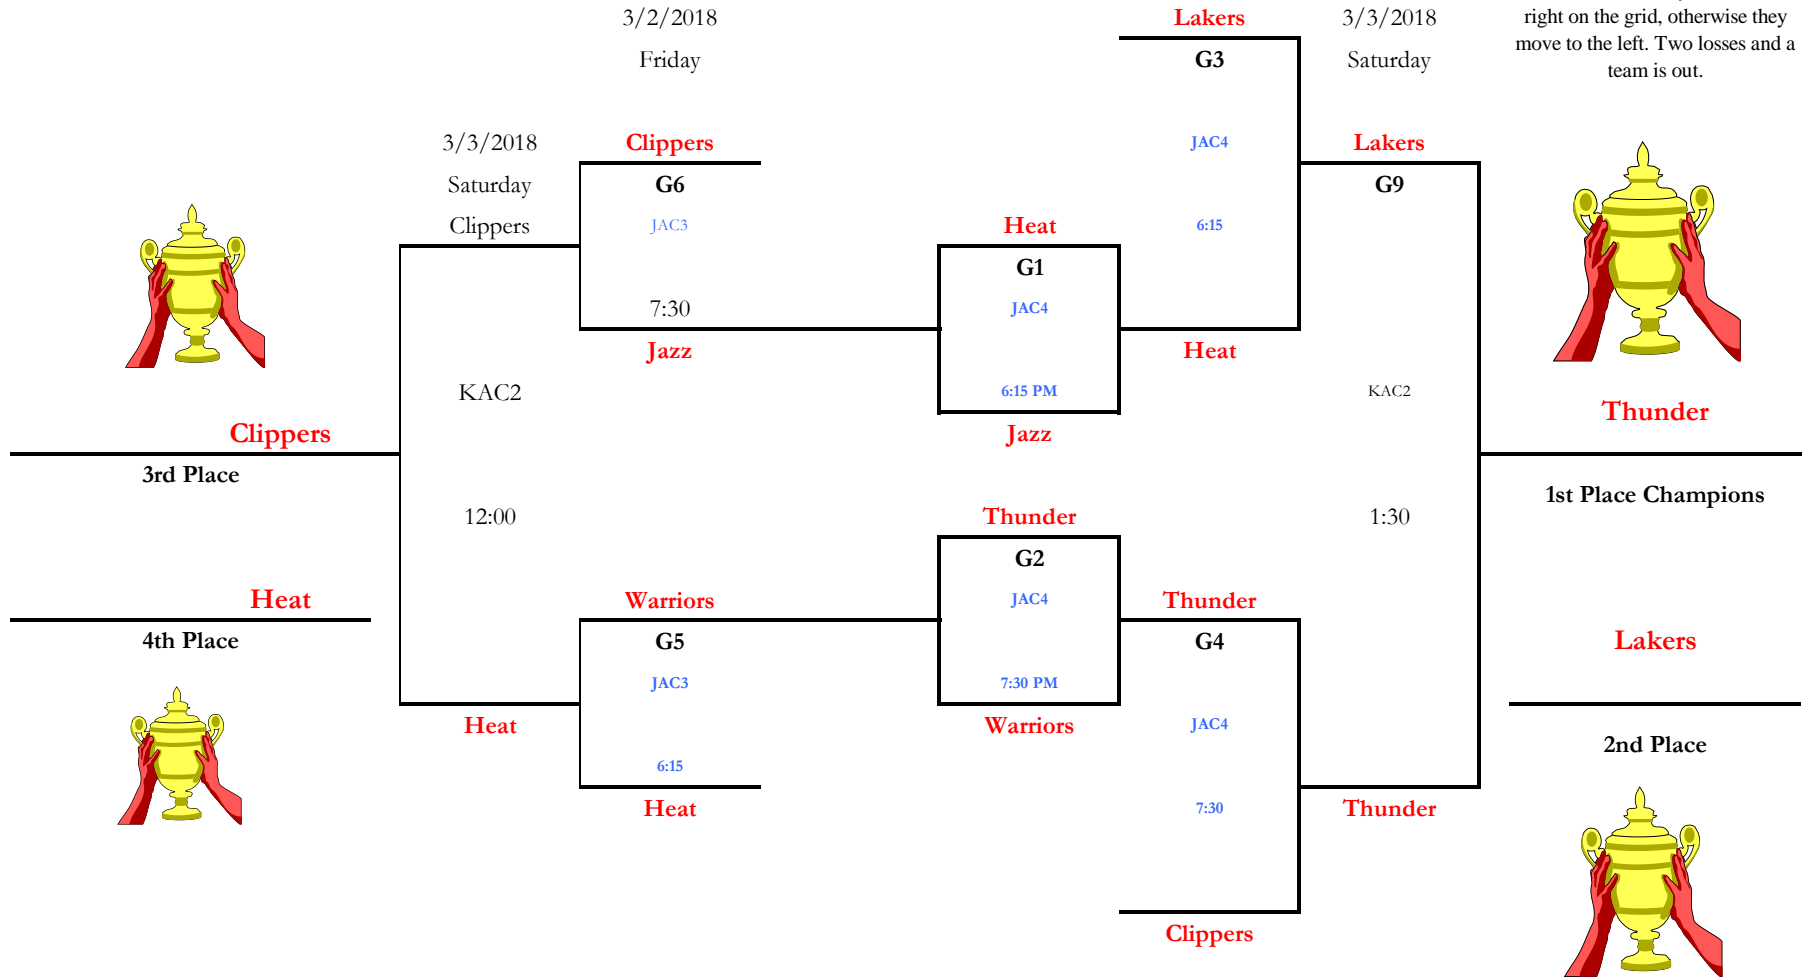 3/2/2018
Lakers
3/3/2018
right on the grid, otherwise they
Friday
G3
Saturday
move to the left. Two losses and a
team is out.
3/3/2018
Clippers
JAC4
Lakers
Saturday
G6
G9
Clippers
JAC3
Heat
6:15
G1
7:30
JAC4
Jazz
Heat
KAC2
6:15 PM
KAC2
Thunder
Clippers
Jazz
3rd Place
1st Place Champions
12:00
Thunder
1:30
G2
Heat
Warriors
JAC4
Thunder
4th Place
G5
G4
Lakers
JAC3
7:30 PM
Heat
Warriors
JAC4
2nd Place
6:15
Heat
7:30
Thunder
Clippers